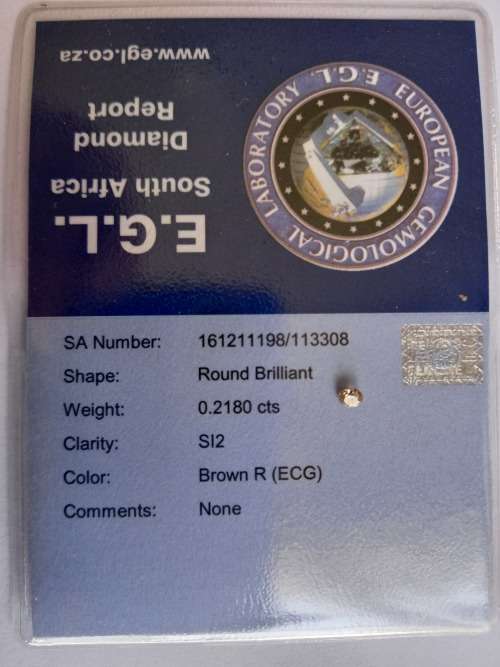 www.egl.co.za
Diamond
Report
South Africa
E.G.L.
EUROPEAN GEMOLOGICAL LABORATORY
E.G.L.
SA Number: 161211198/113308
Shape: Round Brilliant
Weight: 0.2180 cts
Clarity: SI2
Color: Brown R (ECG)
Comments: None